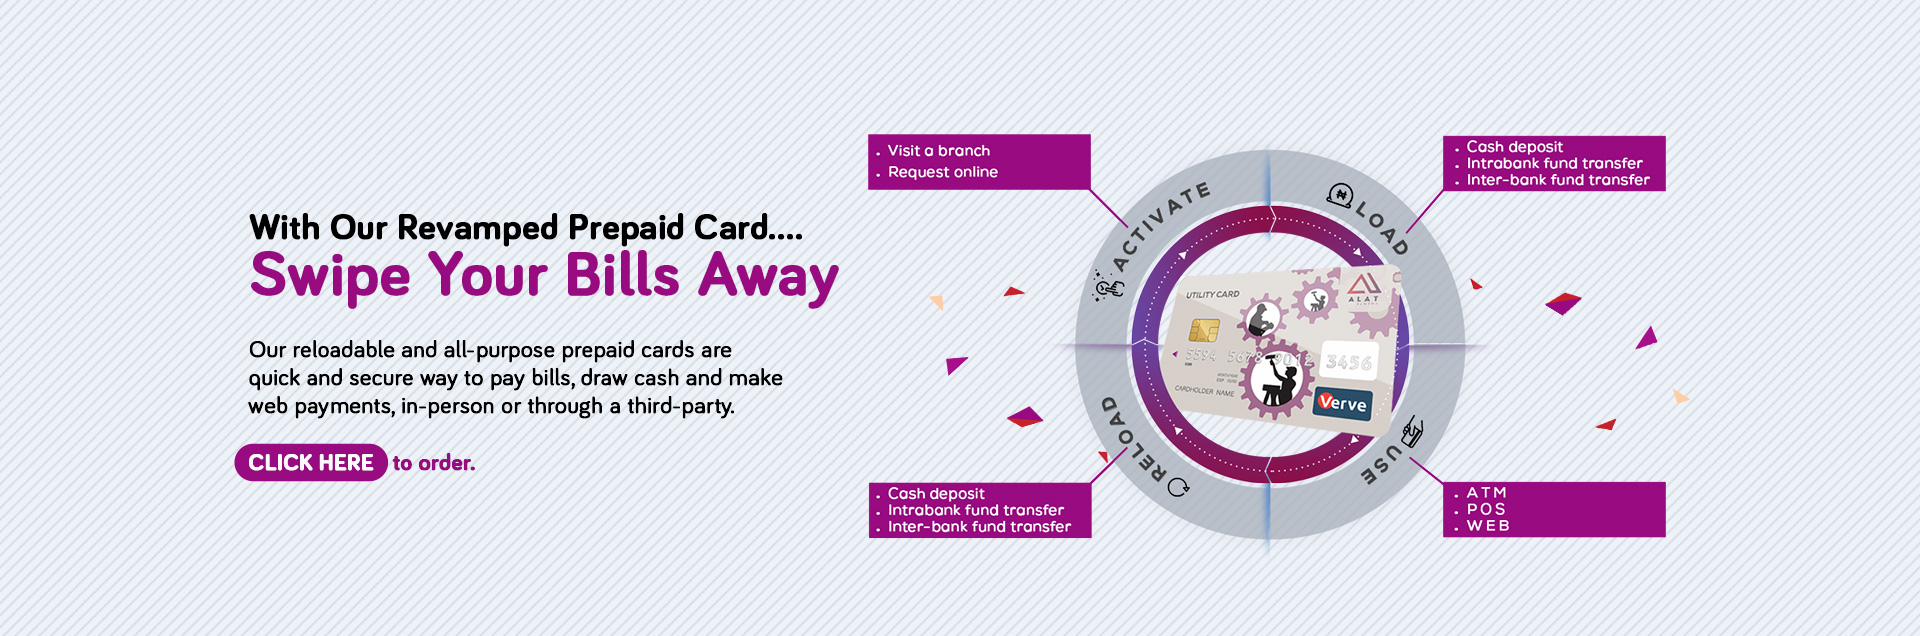 With Our Revamped Prepaid Card....
Swipe Your Bills Away
Our reloadable and all-purpose prepaid cards are
quick and secure way to pay bills, draw cash and make
web payments, in-person or through a third-party.
CLICK HERE to order.
. Visit a branch
. Request online
ACTIVATE
LOAD
. Cash deposit
. Intrabank fund transfer
. Inter-bank fund transfer
UTILITY CARD
ALAT
5594 5678 9012 3456
CARDHOLDER NAME
Verve
RELOAD
. Cash deposit
. Intrabank fund transfer
. Inter-bank fund transfer
USE
. ATM
. POS
. WEB